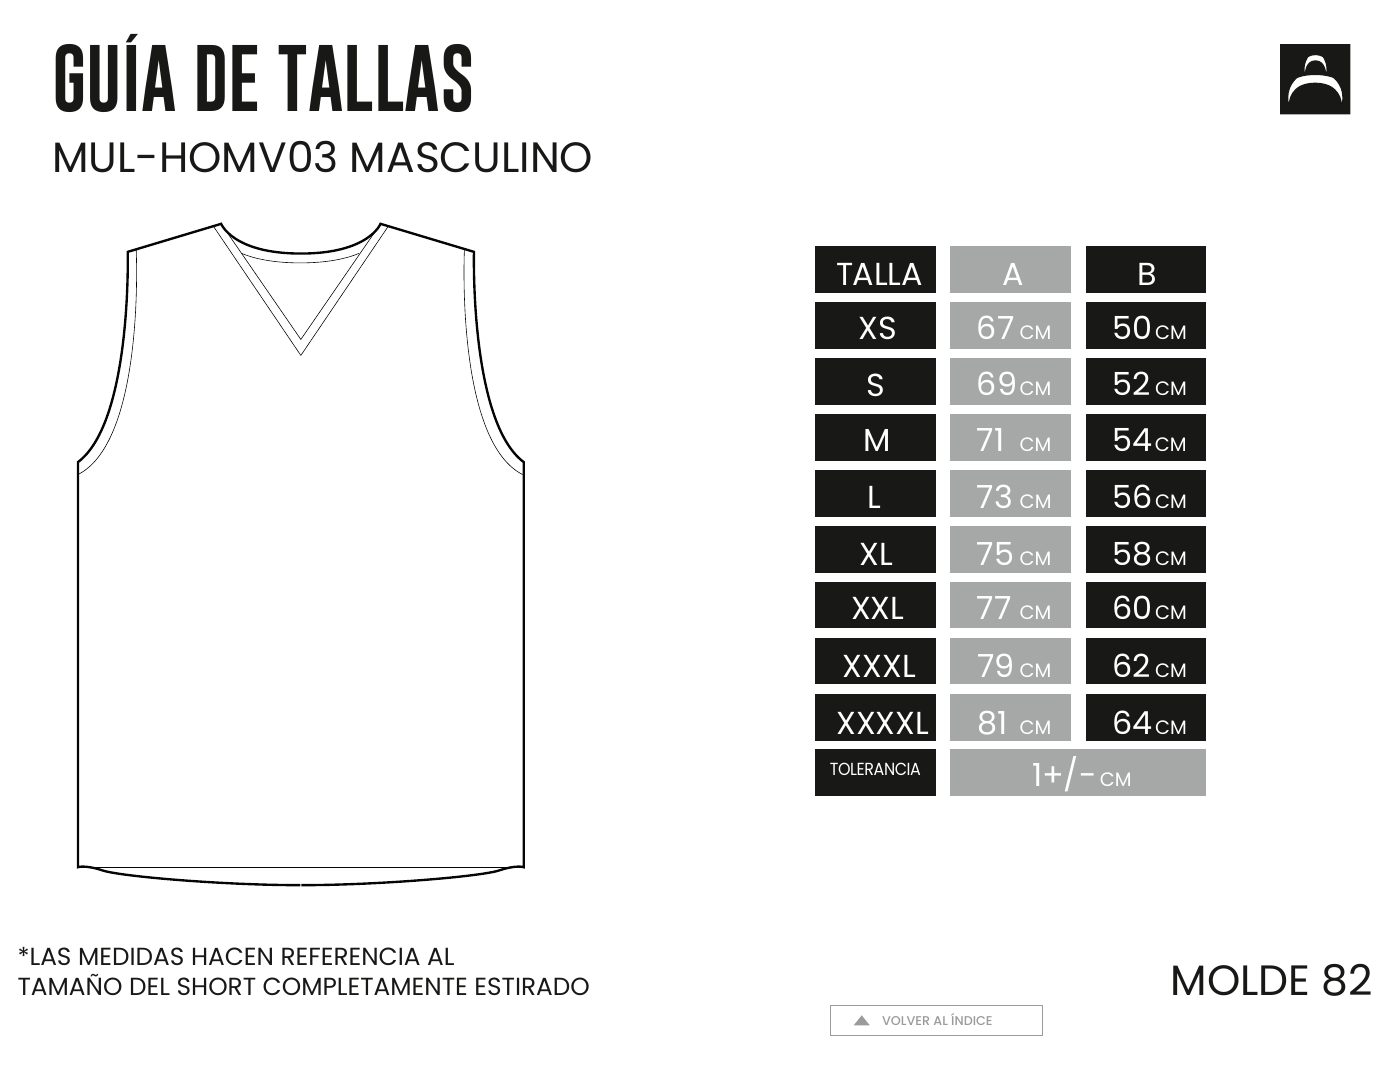 GUÍA DE TALLAS
MUL-HOMV03 MASCULINO
TALLA A B
XS 67 CM 50 CM
S 69 CM 52 CM
M 71 CM 54 CM
L 73 CM 56 CM
XL 75 CM 58 CM
XXL 77 CM 60 CM
XXXL 79 CM 62 CM
XXXXL 81 CM 64 CM
TOLERANCIA 1+/- CM
*LAS MEDIDAS HACEN REFERENCIA AL
TAMAÑO DEL SHORT COMPLETAMENTE ESTIRADO
MOLDE 82
VOLVER AL ÍNDICE